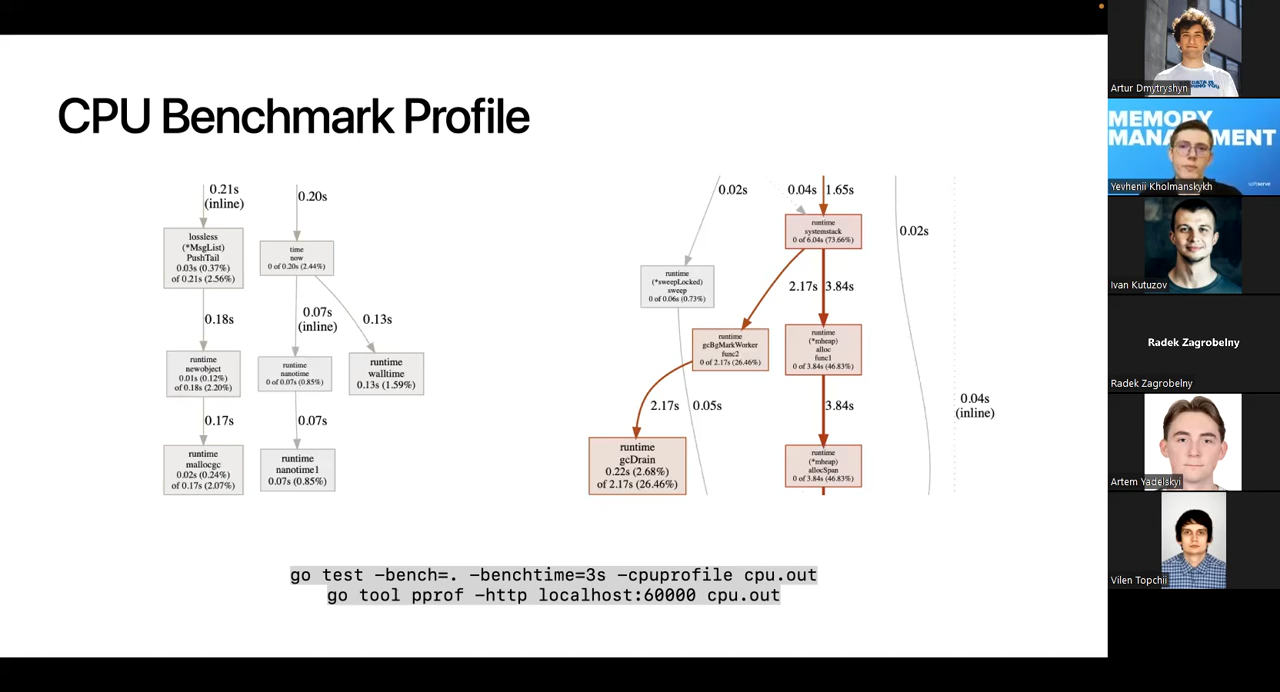 CPU Benchmark Profile
0.21s
(inline)
0.20s
lossless
(*MsgList)
PushTail
0.03s (0.37%)
of 0.21s (2.56%)
time
now
0 of 0.20s (2.44%)
0.18s
0.07s
(inline)
0.13s
runtime
newobject
0.01s (0.12%)
of 0.18s (2.20%)
runtime
nanotime
0 of 0.07s (0.85%)
runtime
walltime
0.13s (1.59%)
0.17s
0.07s
runtime
mallocgc
0.02s (0.24%)
of 0.17s (2.07%)
runtime
nanotime1
0.07s (0.85%)
0.02s
0.04s
1.65s
runtime
systemstack
0 of 6.04s (73.66%)
0.02s
runtime
(*sweepLocked)
sweep
0 of 0.06s (0.73%)
2.17s
3.84s
runtime
gcBgMarkWorker
func2
0 of 2.17s (26.46%)
runtime
(*mheap)
alloc
func1
0 of 3.84s (46.83%)
2.17s
0.05s
3.84s
0.04s
(inline)
runtime
gcDrain
0.22s (2.68%)
of 2.17s (26.46%)
runtime
(*mheap)
allocSpan
0 of 3.84s (46.83%)
go test -bench=. -benchtime=3s -cpuprofile cpu.out
go tool pprof -http localhost:60000 cpu.out
Artur Dmytryshyn
MEMORY
MANAGEMENT
softserve
Yevhenii Kholmanskykh
Ivan Kutuzov
Radek Zagrobelny
Radek Zagrobelny
Artem Yadelskyi
Vilen Topchii